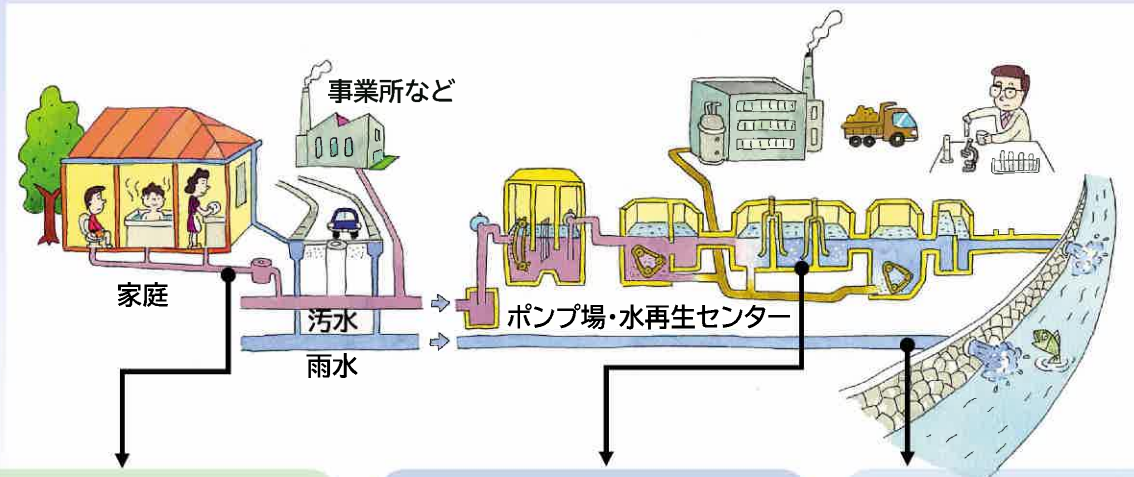 事業所など
家庭
汚水
雨水
ポンプ場・水再生センター